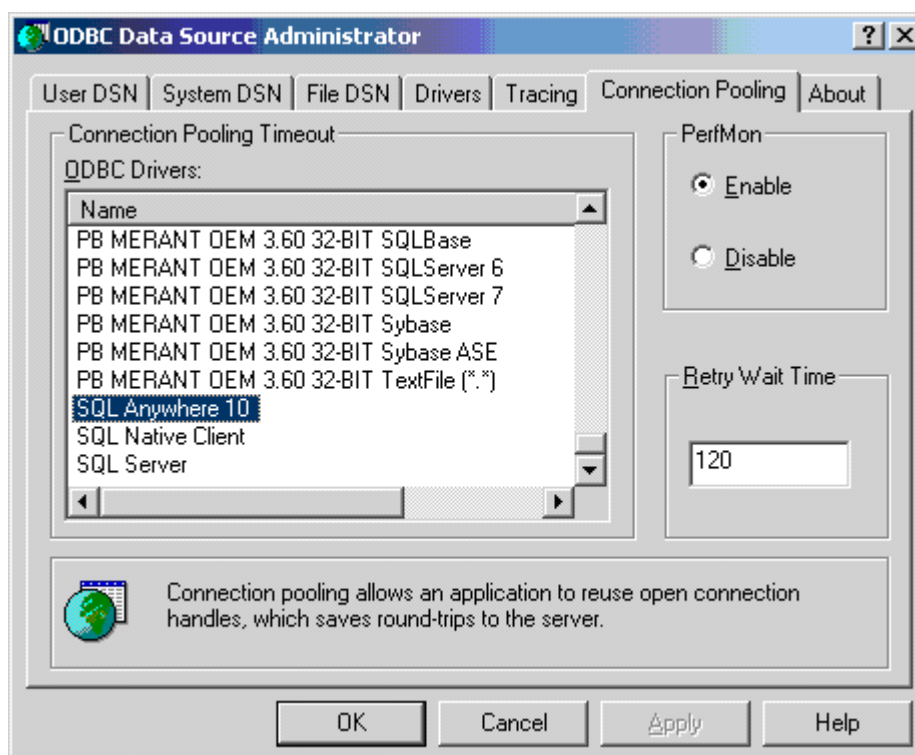 ODBC Data Source Administrator
User DSN System DSN File DSN Drivers Tracing Connection Pooling About
Connection Pooling Timeout
ODBC Drivers:
Name
PB MERANT OEM 3.60 32-BIT SQLBase
PB MERANT OEM 3.60 32-BIT SQLServer 6
PB MERANT OEM 3.60 32-BIT SQLServer 7
PB MERANT OEM 3.60 32-BIT Sybase
PB MERANT OEM 3.60 32-BIT Sybase ASE
PB MERANT OEM 3.60 32-BIT TextFile (*.*)
SQL Anywhere 10
SQL Native Client
SQL Server
PerfMon
Enable
Disable
Retry Wait Time
120
Connection pooling allows an application to reuse open connection
handles, which saves round-trips to the server.
OK Cancel Apply Help